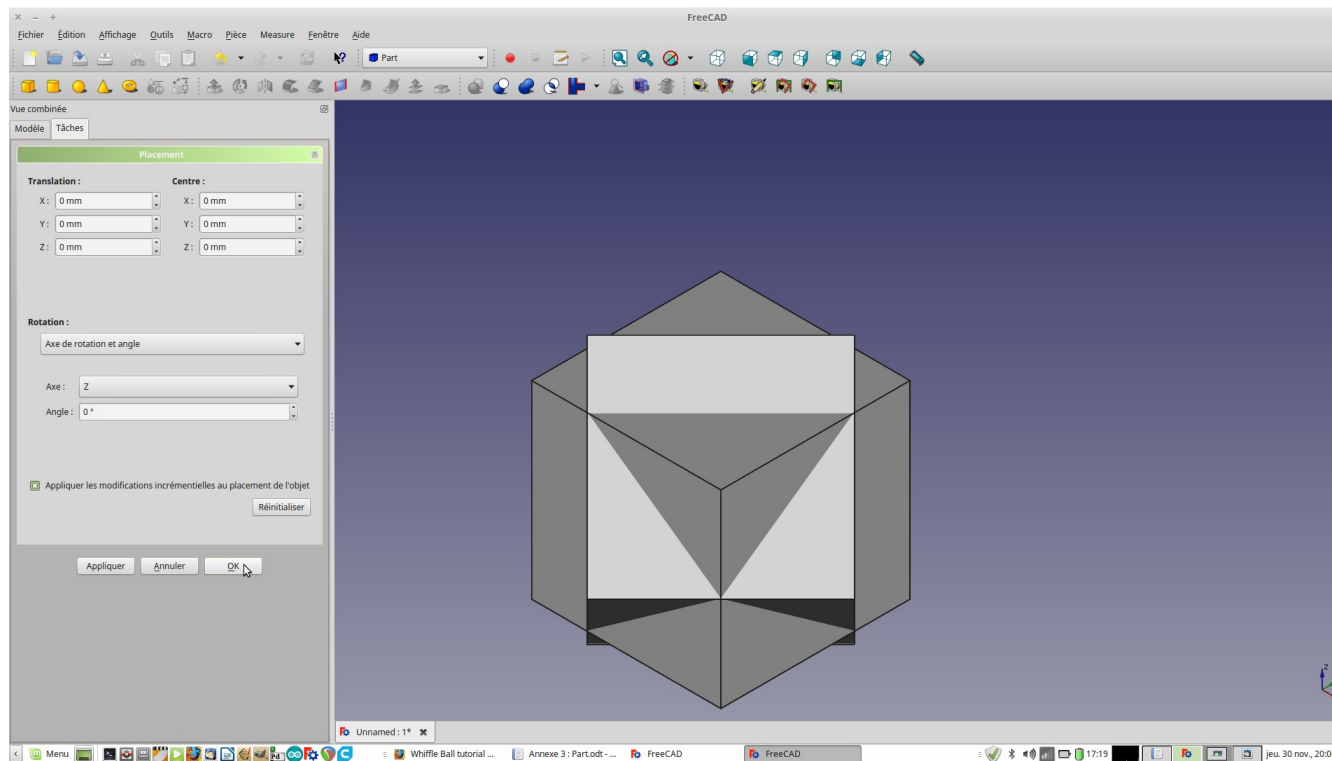 FreeCAD
Fichier Édition Affichage Outils Macro Pièce Measure Fenêtre Aide
Part
Vue combinée
Modèle Tâches
Placement
Translation : Centre :
X : 0 mm X : 0 mm
Y : 0 mm Y : 0 mm
Z : 0 mm Z : 0 mm
Rotation :
Axe de rotation et angle
Axe : Z
Angle : 0 °
Appliquer les modifications incrémentielles au placement de l'objet
Réinitialiser
Appliquer Annuler OK
Z
Unnamed : 1*
Menu Pd Whiffle Ball tutorial ... Annexe 3 : Part.odt - ... FreeCAD FreeCAD 17:19 jeu. 30 nov., 20:0